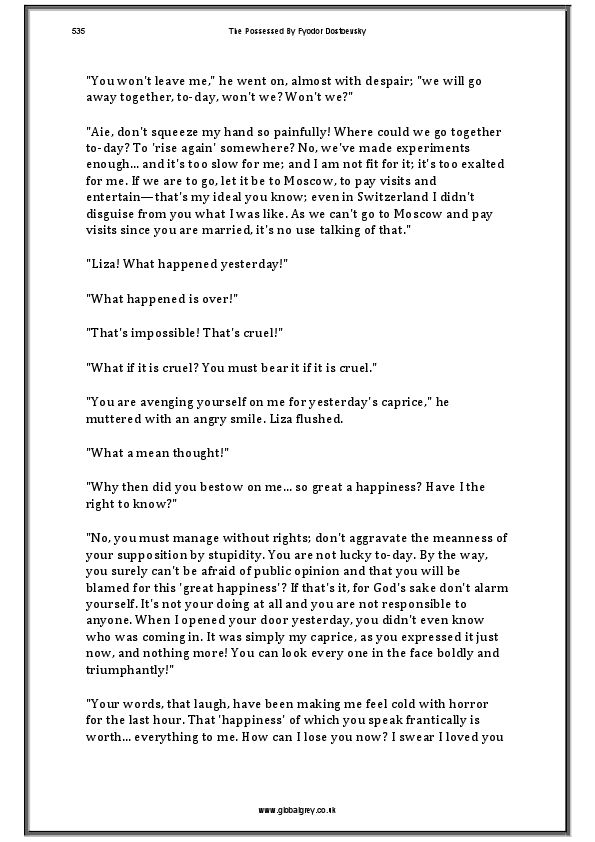 535
The Possessed By Fyodor Dostoevsky
"You won't leave me," he went on, almost with despair; "we will go
away together, to-day, won't we? Won't we?"
"Aie, don't squeeze my hand so painfully! Where could we go together
to-day? To 'rise again' somewhere? No, we've made experiments
enough... and it's too slow for me; and I am not fit for it; it's too exalted
for me. If we are to go, let it be to Moscow, to pay visits and
entertain—that's my ideal you know; even in Switzerland I didn't
disguise from you what I was like. As we can't go to Moscow and pay
visits since you are married, it's no use talking of that."
"Liza! What happened yesterday!"
"What happened is over!"
"That's impossible! That's cruel!"
"What if it is cruel? You must bear it if it is cruel."
"You are avenging yourself on me for yesterday's caprice," he
muttered with an angry smile. Liza flushed.
"What a mean thought!"
"Why then did you bestow on me... so great a happiness? Have I the
right to know?"
"No, you must manage without rights; don't aggravate the meanness of
your supposition by stupidity. You are not lucky to-day. By the way,
you surely can't be afraid of public opinion and that you will be
blamed for this 'great happiness'? If that's it, for God's sake don't alarm
yourself. It's not your doing at all and you are not responsible to
anyone. When I opened your door yesterday, you didn't even know
who was coming in. It was simply my caprice, as you expressed it just
now, and nothing more! You can look every one in the face boldly and
triumphantly!"
"Your words, that laugh, have been making me feel cold with horror
for the last hour. That 'happiness' of which you speak frantically is
worth... everything to me. How can I lose you now? I swear I loved you
www.globalgrey.co.uk